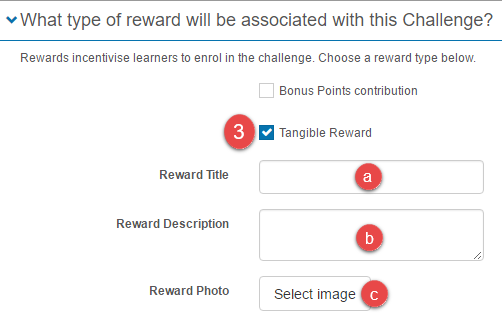 What type of reward will be associated with this Challenge?
Rewards incentivise learners to enrol in the challenge. Choose a reward type below.
Bonus Points contribution
3 Tangible Reward
Reward Title a
Reward Description b
Reward Photo Select image c